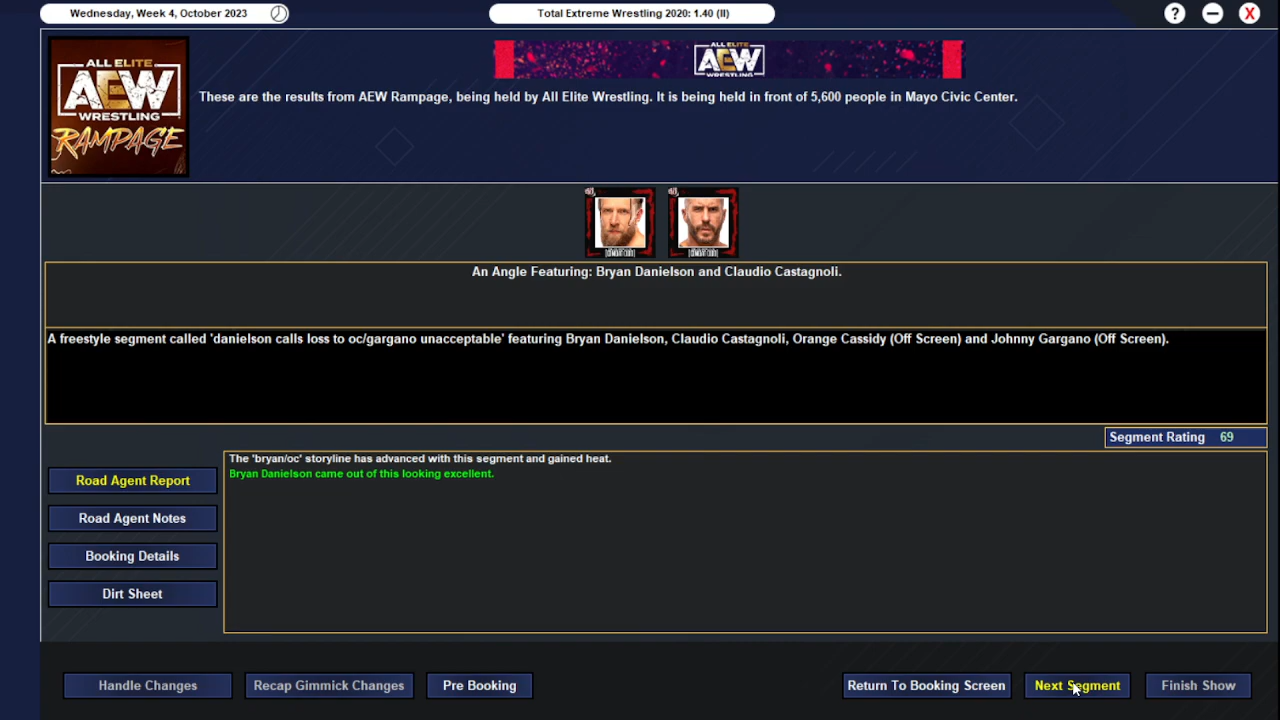 Wednesday, Week 4, October 2023
Total Extreme Wrestling 2020: 1.40 (II)
?
X
ALL ELITE
AEW
WRESTLING
RAMPAGE
ALL ELITE
AEW
WRESTLING
These are the results from AEW Rampage, being held by All Elite Wrestling. It is being held in front of 5,600 people in Mayo Civic Center.
An Angle Featuring: Bryan Danielson and Claudio Castagnoli.
A freestyle segment called 'danielson calls loss to oc/gargano unacceptable' featuring Bryan Danielson, Claudio Castagnoli, Orange Cassidy (Off Screen) and Johnny Gargano (Off Screen).
Segment Rating 69
The 'bryan/oc' storyline has advanced with this segment and gained heat.
Bryan Danielson came out of this looking excellent.
Road Agent Report
Road Agent Notes
Booking Details
Dirt Sheet
Handle Changes
Recap Gimmick Changes
Pre Booking
Return To Booking Screen
Next Segment
Finish Show